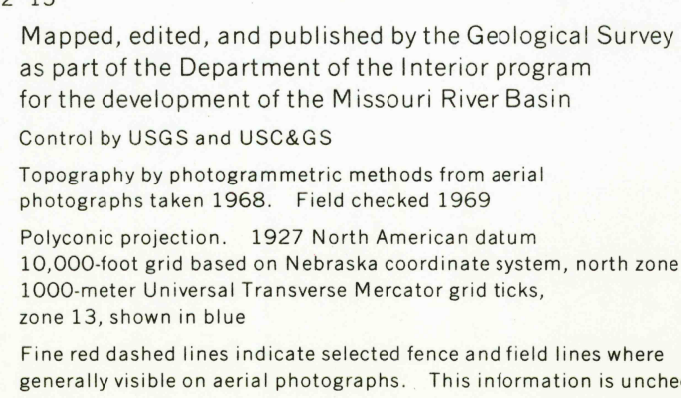 Mapped, edited, and published by the Geological Survey
as part of the Department of the Interior program
for the development of the Missouri River Basin
Control by USGS and USC&GS
Topography by photogrammetric methods from aerial
photographs taken 1968. Field checked 1969
Polyconic projection. 1927 North American datum
10,000-foot grid based on Nebraska coordinate system, north zone
1000-meter Universal Transverse Mercator grid ticks,
zone 13, shown in blue
Fine red dashed lines indicate selected fence and field lines where
generally visible on aerial photographs. This information is